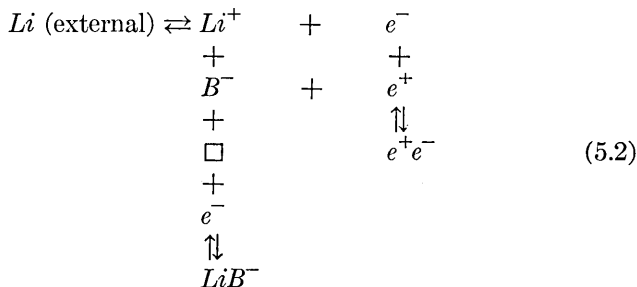 Li (external) ⇄ Li⁺ + e⁻
+ +
B⁻ + e⁺
+ ⇅
□ e⁺e⁻ (5.2)
+
e⁻
⇅
LiB⁻